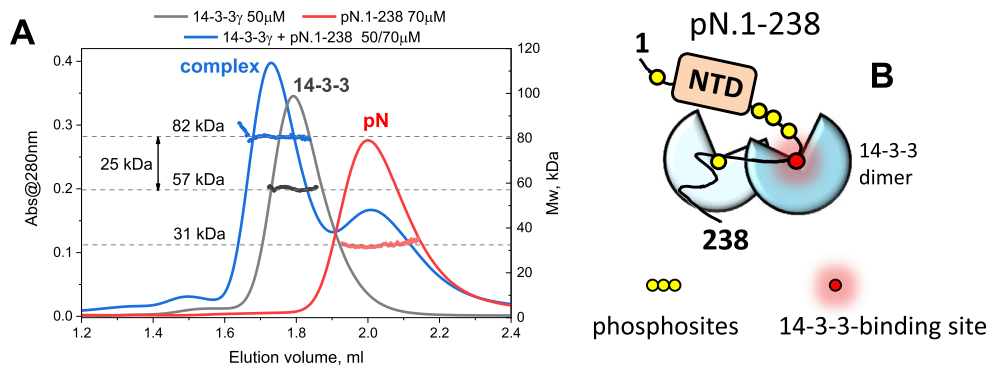 A
14-3-3γ 50μM
pN.1-238 70μM
14-3-3γ + pN.1-238 50/70μM
complex
14-3-3
pN
82 kDa
25 kDa
57 kDa
31 kDa
Abs@280nm
0.4
0.3
0.2
0.1
0.0
1.2
1.4
1.6
1.8
2.0
2.2
2.4
Elution volume, ml
120
100
80
60
40
20
0
Mw, kDa
pN.1-238
B
1
NTD
14-3-3
dimer
238
phosphosites
14-3-3-binding site